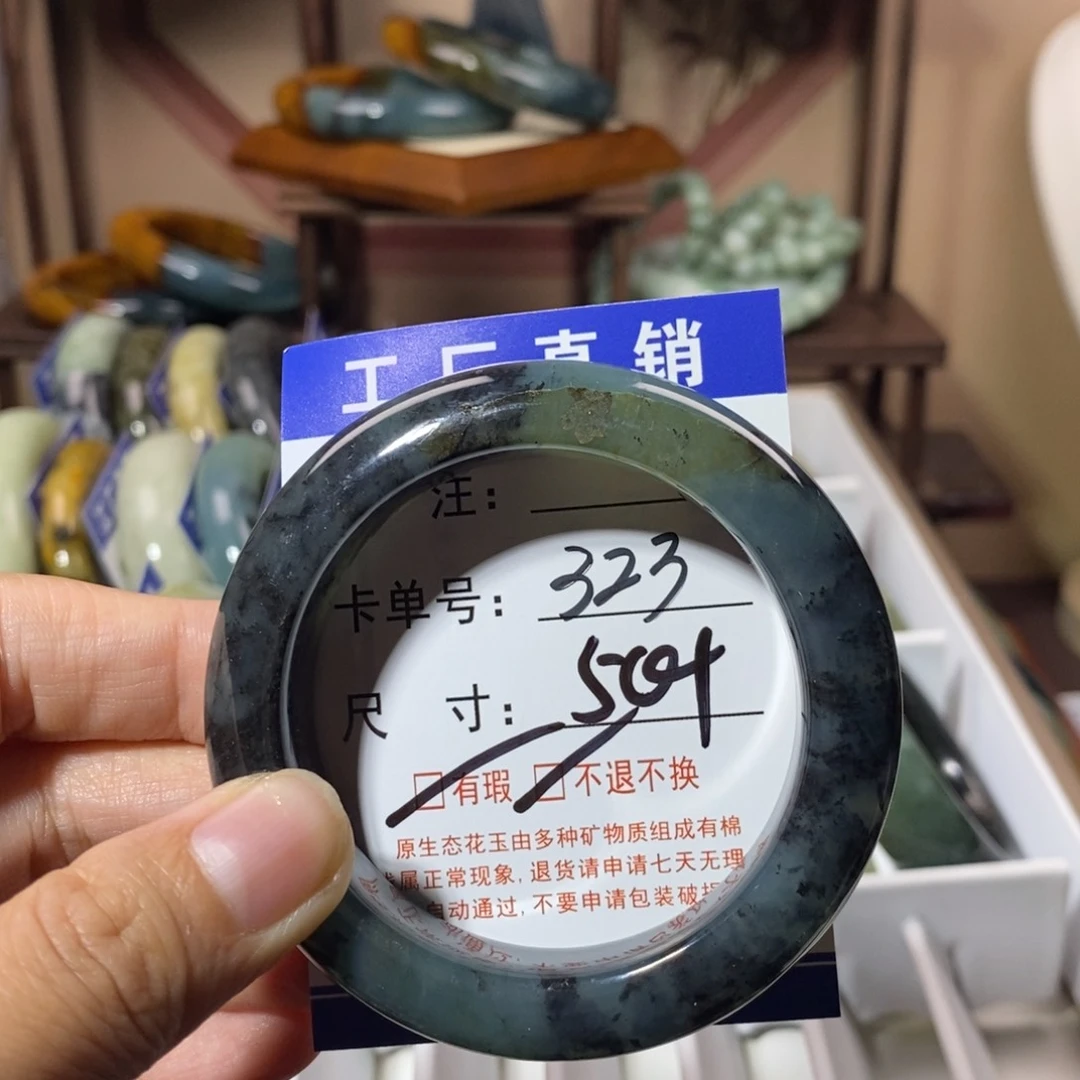 工厂直销
注:
卡单号: 323
尺 寸: 504
□有瑕 □不退不换
原生态花玉由多种矿物质组成有棉
属正常现象, 退货请申请七天无理
自动通过, 不要申请包装破损